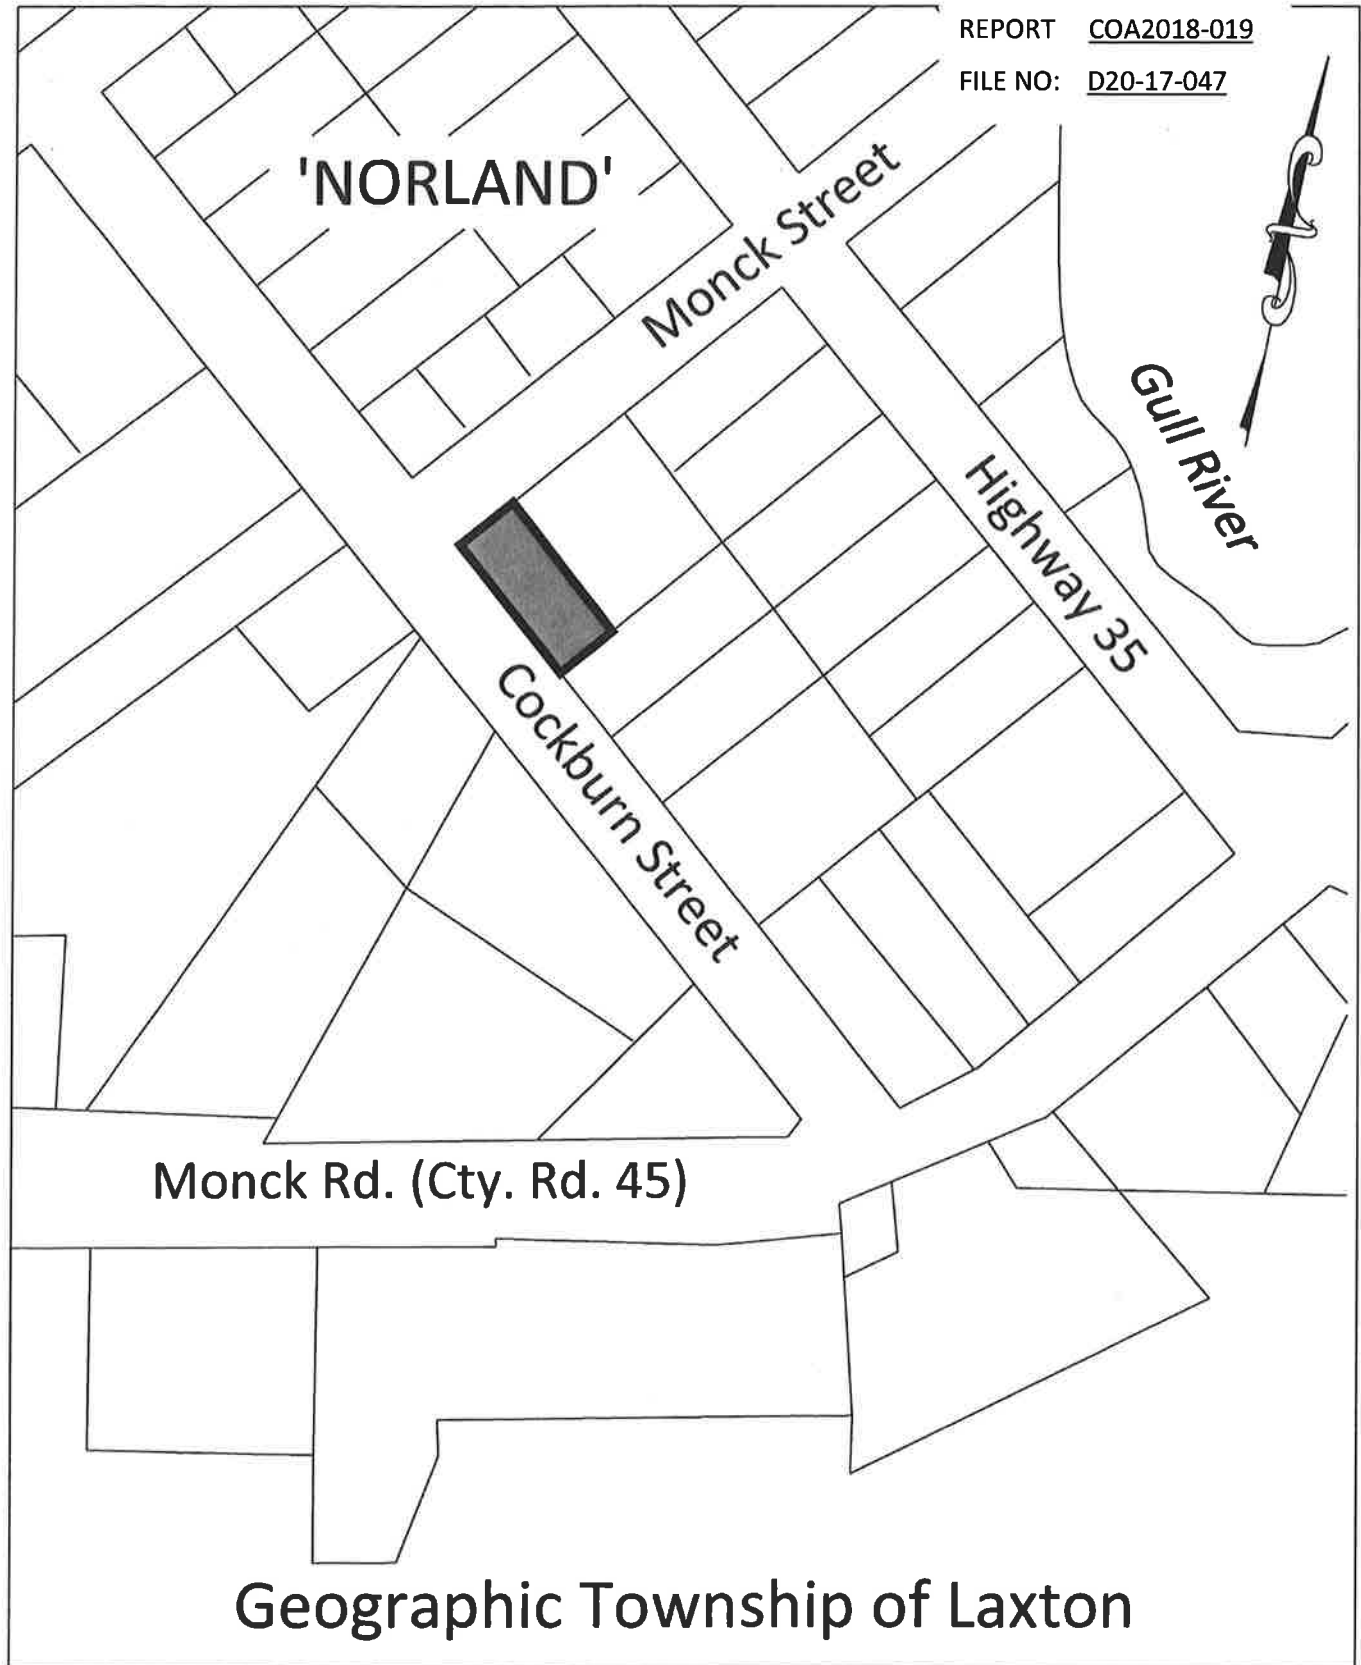 REPORT COA2018-019
FILE NO: D20-17-047
'NORLAND'
Monck Street
Gull River
Highway 35
Cockburn Street
Monck Rd. (Cty. Rd. 45)
Geographic Township of Laxton